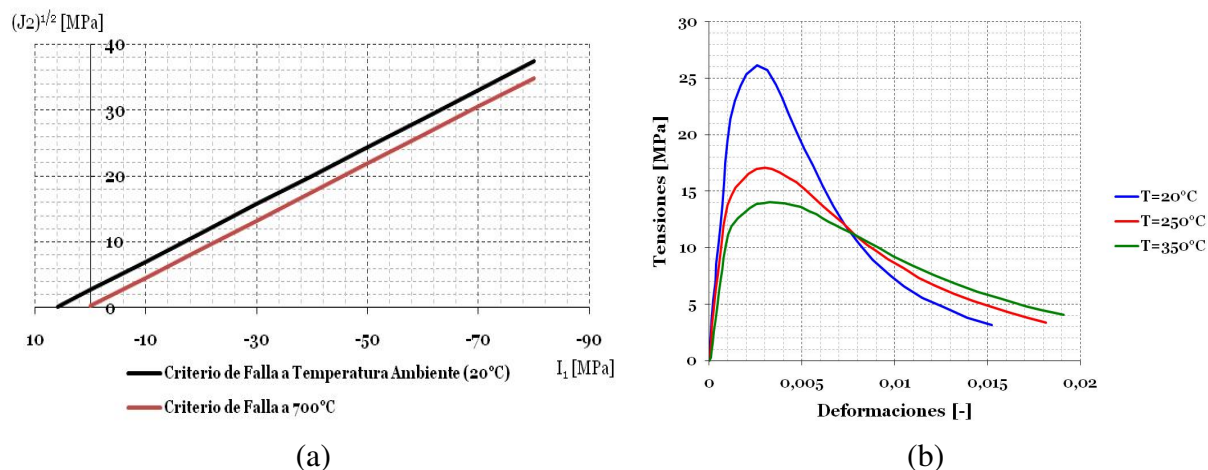 (J2)^1/2 [MPa]
40
30
20
10
0
10
-10
-30
-50
-70
-90
I₁ [MPa]
Criterio de Falla a Temperatura Ambiente (20°C)
Criterio de Falla a 700°C
(a)
Tensiones [MPa]
30
25
20
15
10
5
0
0
0,005
0,01
0,015
0,02
Deformaciones [-]
T=20°C
T=250°C
T=350°C
(b)